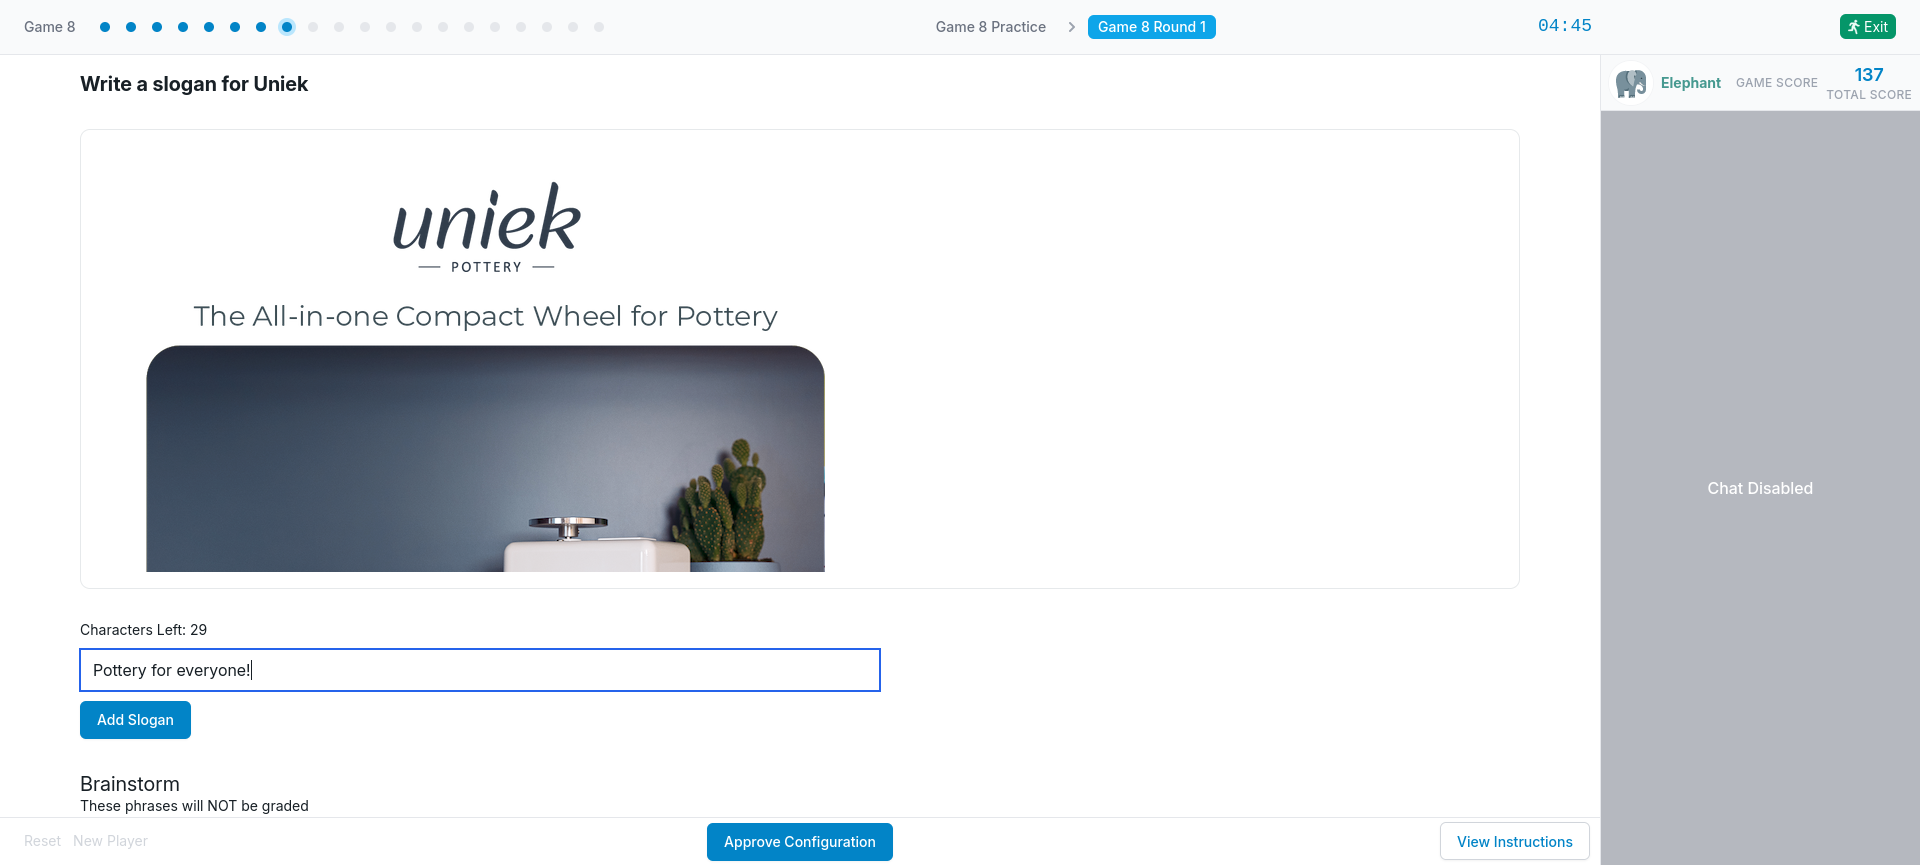 Game 8
Game 8 Practice
Game 8 Round 1
04:45
Exit
Write a slogan for Uniek
Elephant
GAME SCORE
137
TOTAL SCORE
uniek
POTTERY
The All-in-one Compact Wheel for Pottery
Chat Disabled
Characters Left: 29
Pottery for everyone!
Add Slogan
Brainstorm
These phrases will NOT be graded
Reset
New Player
Approve Configuration
View Instructions